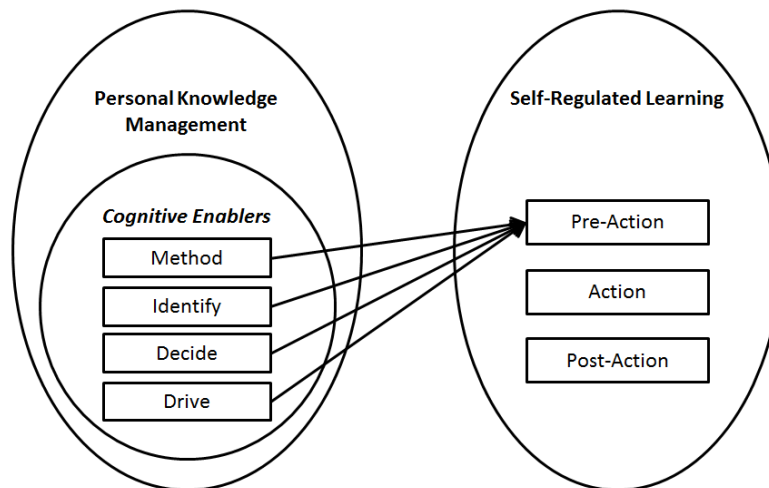 Personal Knowledge
Management
Cognitive Enablers
Method
Identify
Decide
Drive
Self-Regulated Learning
Pre-Action
Action
Post-Action